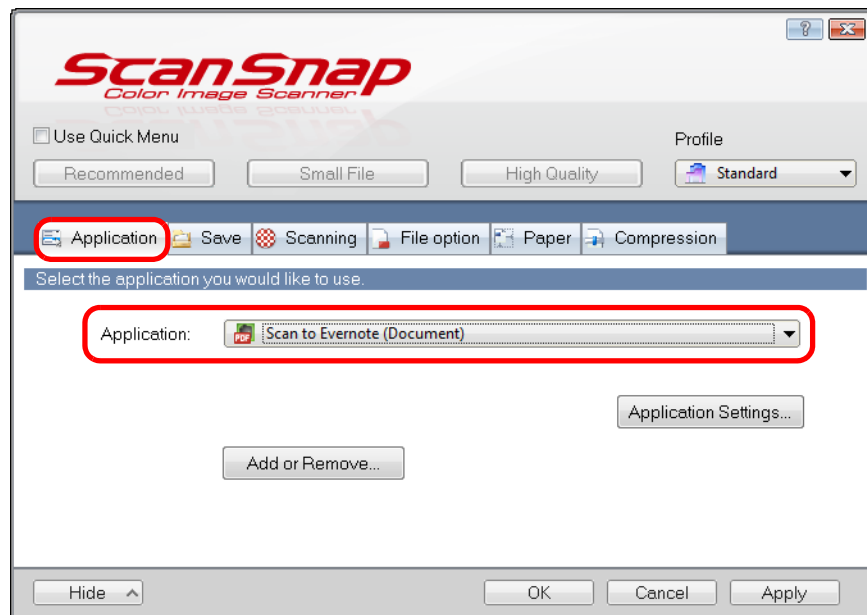 ScanSnap
Color Image Scanner
Use Quick Menu
Profile
Recommended
Small File
High Quality
Standard
Application
Save
Scanning
File option
Paper
Compression
Select the application you would like to use.
Application:
PDF
Scan to Evernote (Document)
Application Settings...
Add or Remove...
Hide
OK
Cancel
Apply